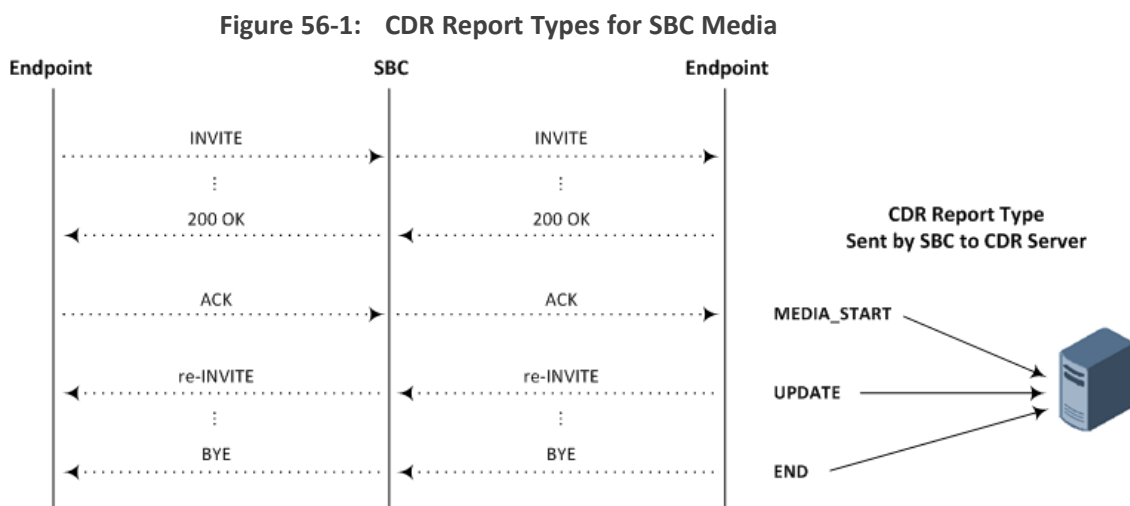 Figure 56-1: CDR Report Types for SBC Media
Endpoint SBC Endpoint
INVITE INVITE
200 OK 200 OK
CDR Report Type
Sent by SBC to CDR Server
ACK ACK
MEDIA_START
re-INVITE re-INVITE
UPDATE
BYE BYE
END